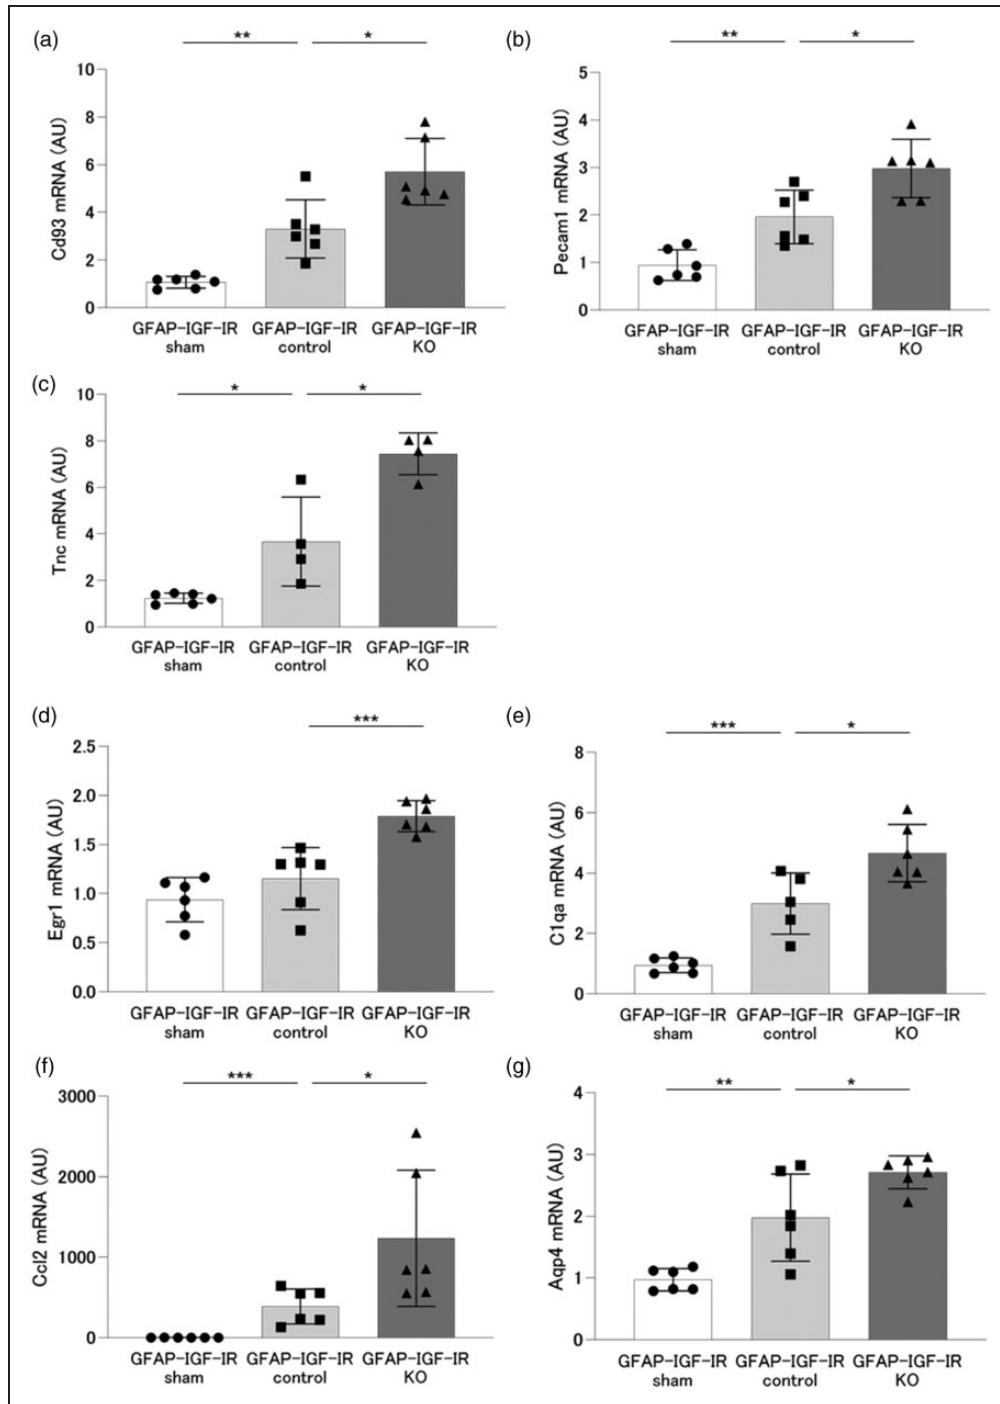 (a)
** *
10
8
6
4
2
0
Cd93 mRNA (AU)
GFAP-IGF-IR GFAP-IGF-IR GFAP-IGF-IR
sham control KO
(b)
** *
5
4
3
2
1
0
Pecam1 mRNA (AU)
GFAP-IGF-IR GFAP-IGF-IR GFAP-IGF-IR
sham control KO
(c)
* *
10
8
6
4
2
0
Tnc mRNA (AU)
GFAP-IGF-IR GFAP-IGF-IR GFAP-IGF-IR
sham control KO
(d)
***
2.5
2.0
1.5
1.0
0.5
0.0
Egr1 mRNA (AU)
GFAP-IGF-IR GFAP-IGF-IR GFAP-IGF-IR
sham control KO
(e)
*** *
8
6
4
2
0
C1qa mRNA (AU)
GFAP-IGF-IR GFAP-IGF-IR GFAP-IGF-IR
sham control KO
(f)
*** *
3000
2000
1000
0
Ccl2 mRNA (AU)
GFAP-IGF-IR GFAP-IGF-IR GFAP-IGF-IR
sham control KO
(g)
** *
4
3
2
1
0
Aqp4 mRNA (AU)
GFAP-IGF-IR GFAP-IGF-IR GFAP-IGF-IR
sham control KO